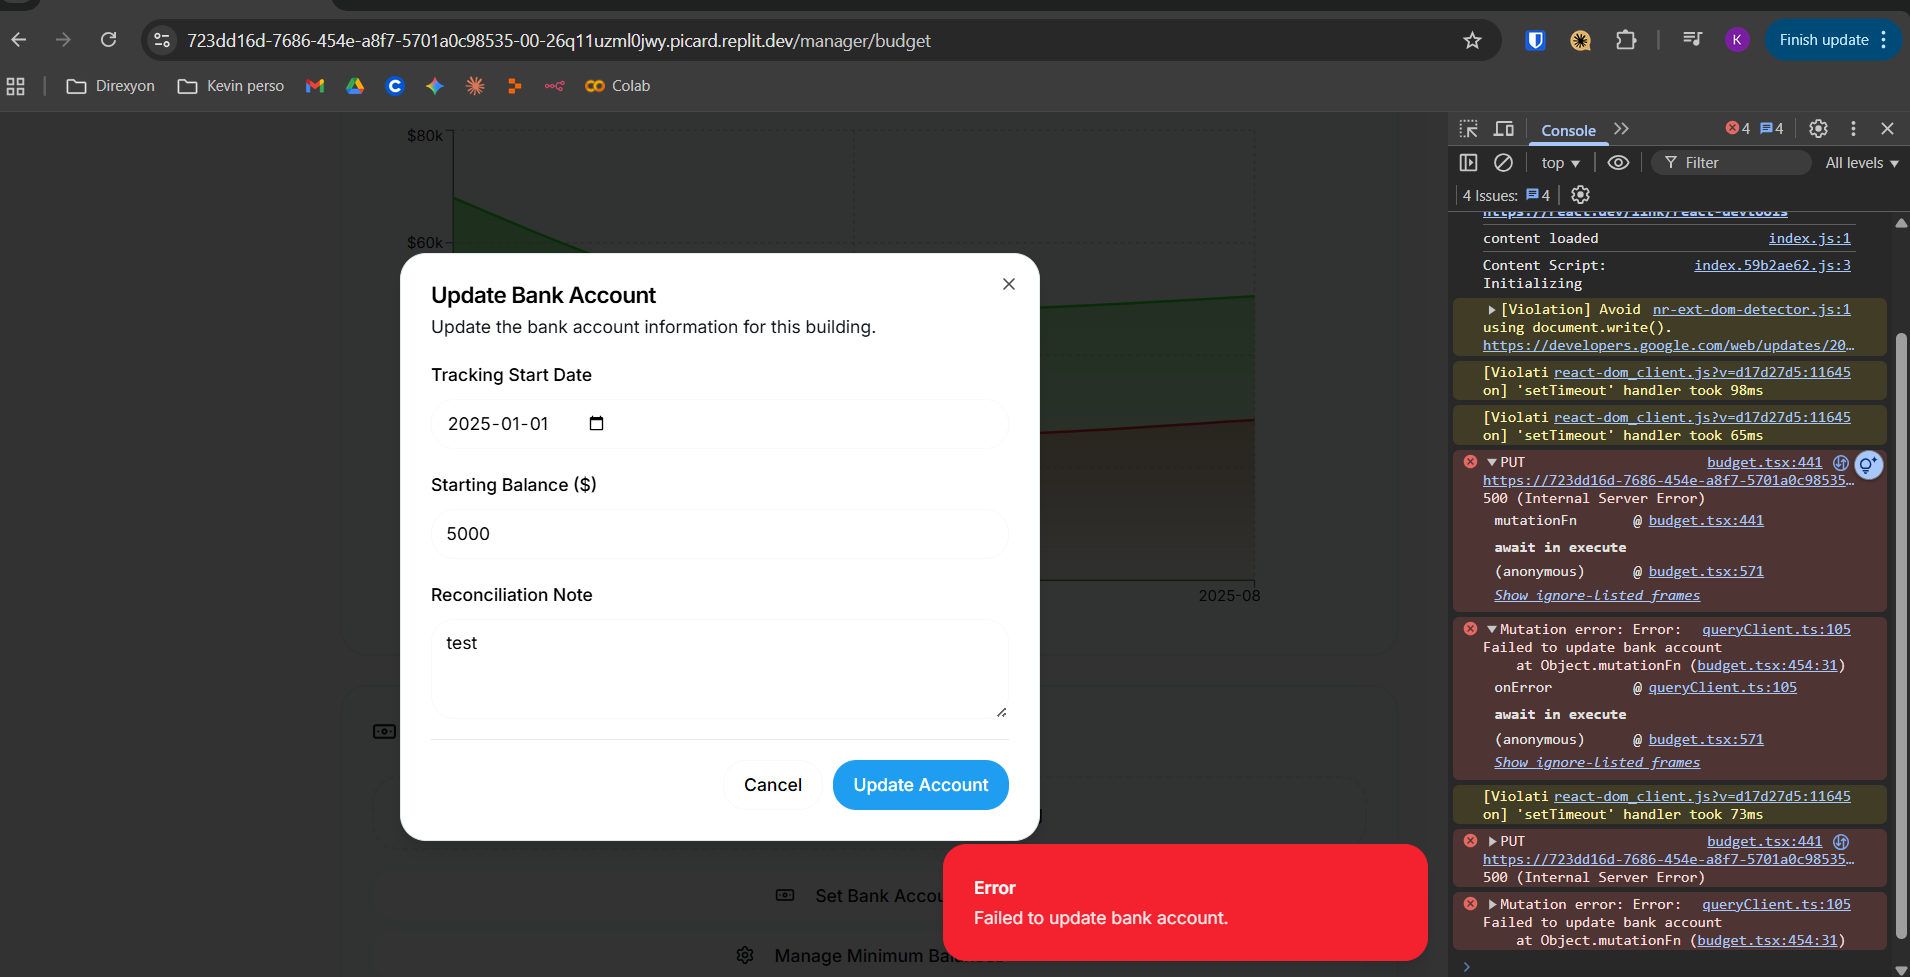 723dd16d-7686-454e-a8f7-5701a0c98535-00-26q11uzml0jwy.picard.replit.dev/manager/budget
K
Finish update
Direxyon
Kevin perso
Colab
$80k
$60k
2025-08
Update Bank Account
Update the bank account information for this building.
Tracking Start Date
2025-01-01
Starting Balance ($)
5000
Reconciliation Note
test
Cancel
Update Account
Set Bank Accou
Manage Minimum Ba
Error
Failed to update bank account.
Console
4 4
top
Filter
All levels
4 Issues: 4
https://react.dev/link/react-devtools
content loaded index.js:1
Content Script: index.59b2ae62.js:3
Initializing
[Violation] Avoid nr-ext-dom-detector.js:1
using document.write().
https://developers.google.com/web/updates/20…
[Violati react-dom_client.js?v=d17d27d5:11645
on] 'setTimeout' handler took 98ms
[Violati react-dom_client.js?v=d17d27d5:11645
on] 'setTimeout' handler took 65ms
PUT budget.tsx:441
https://723dd16d-7686-454e-a8f7-5701a0c98535…
500 (Internal Server Error)
mutationFn @ budget.tsx:441
await in execute
(anonymous) @ budget.tsx:571
Show ignore-listed frames
Mutation error: Error: queryClient.ts:105
Failed to update bank account
at Object.mutationFn (budget.tsx:454:31)
onError @ queryClient.ts:105
await in execute
(anonymous) @ budget.tsx:571
Show ignore-listed frames
[Violati react-dom_client.js?v=d17d27d5:11645
on] 'setTimeout' handler took 73ms
PUT budget.tsx:441
https://723dd16d-7686-454e-a8f7-5701a0c98535…
500 (Internal Server Error)
Mutation error: Error: queryClient.ts:105
Failed to update bank account
at Object.mutationFn (budget.tsx:454:31)